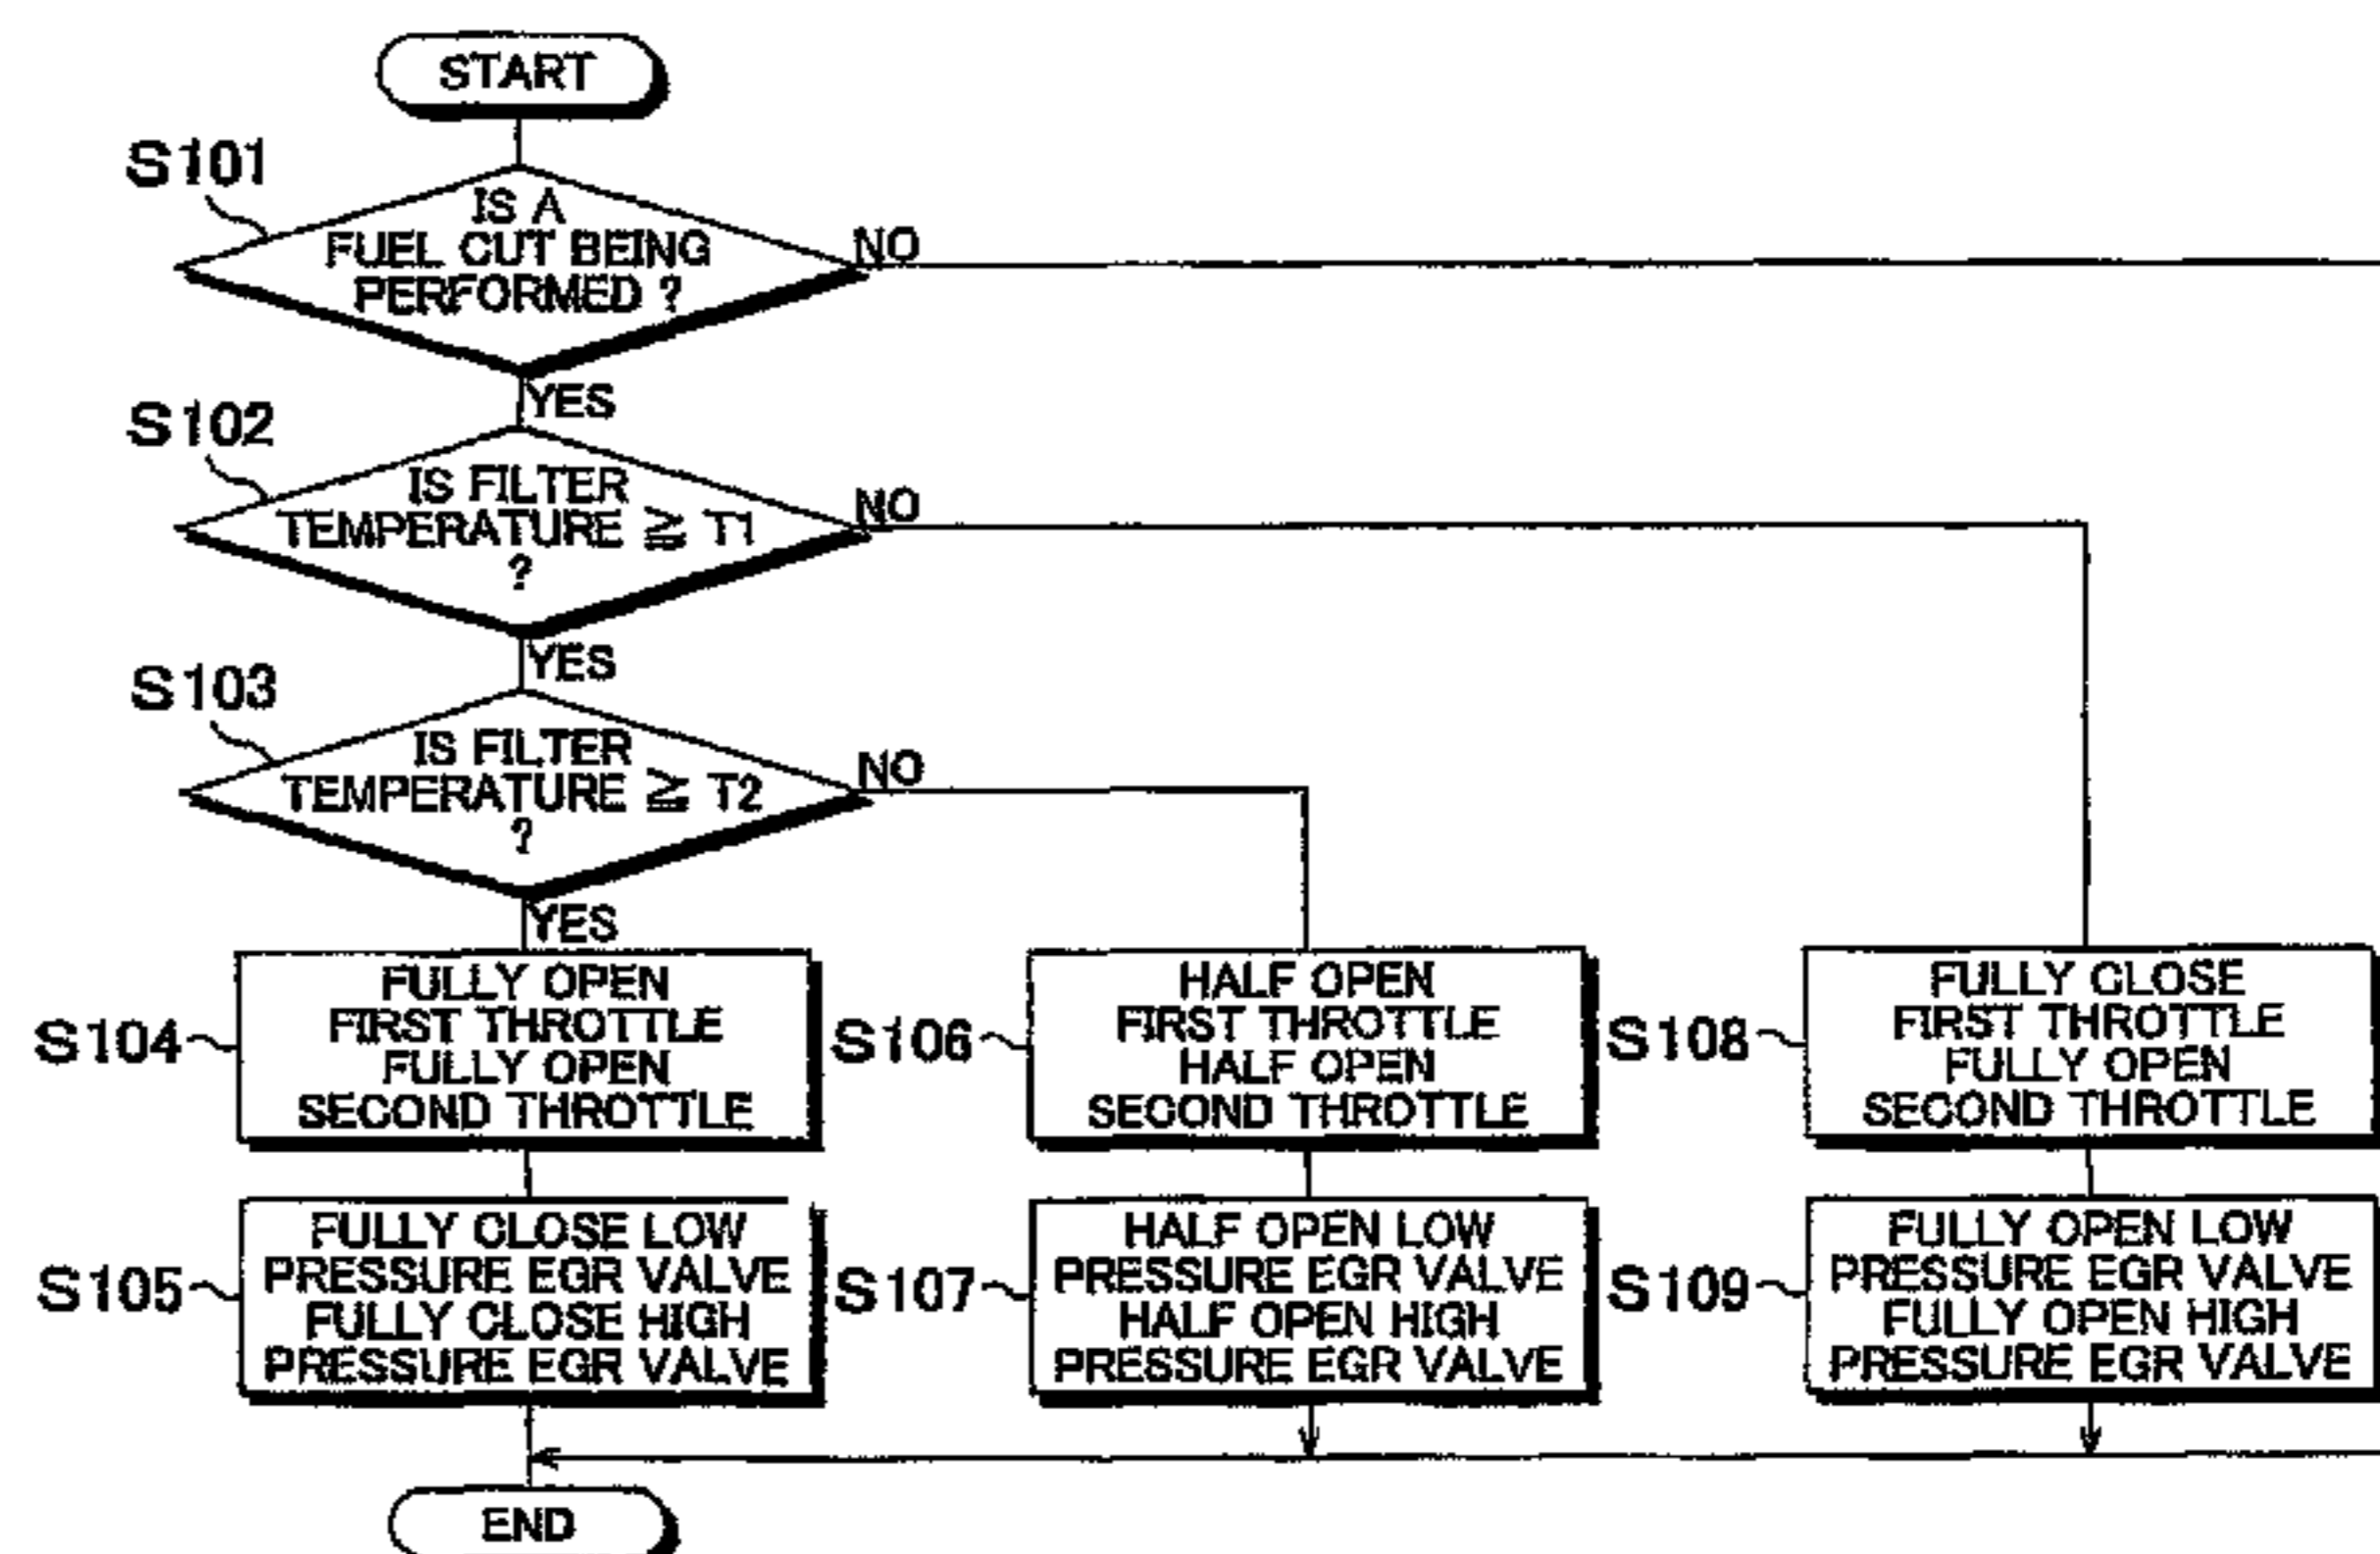 START
S101
IS A
FUEL CUT BEING
PERFORMED ?
NO
YES
S102
IS FILTER
TEMPERATURE ≧ T1
?
NO
YES
S103
IS FILTER
TEMPERATURE ≧ T2
?
NO
YES
S104
FULLY OPEN
FIRST THROTTLE
FULLY OPEN
SECOND THROTTLE
S106
HALF OPEN
FIRST THROTTLE
HALF OPEN
SECOND THROTTLE
S108
FULLY CLOSE
FIRST THROTTLE
FULLY OPEN
SECOND THROTTLE
S105
FULLY CLOSE LOW
PRESSURE EGR VALVE
FULLY CLOSE HIGH
PRESSURE EGR VALVE
S107
HALF OPEN LOW
PRESSURE EGR VALVE
HALF OPEN HIGH
PRESSURE EGR VALVE
S109
FULLY OPEN LOW
PRESSURE EGR VALVE
FULLY OPEN HIGH
PRESSURE EGR VALVE
END